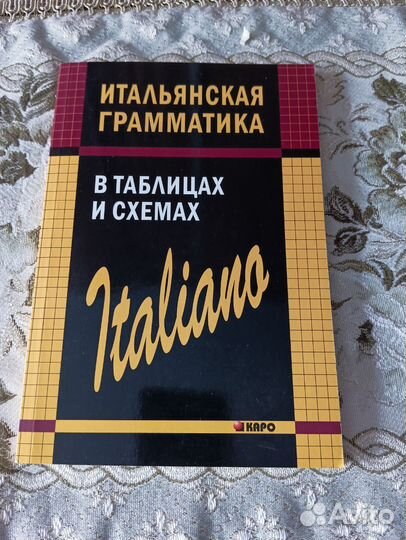 ИТАЛЬЯНСКАЯ
ГРАММАТИКА
В ТАБЛИЦАХ
И СХЕМАХ
Italiano
КАРО
Avito